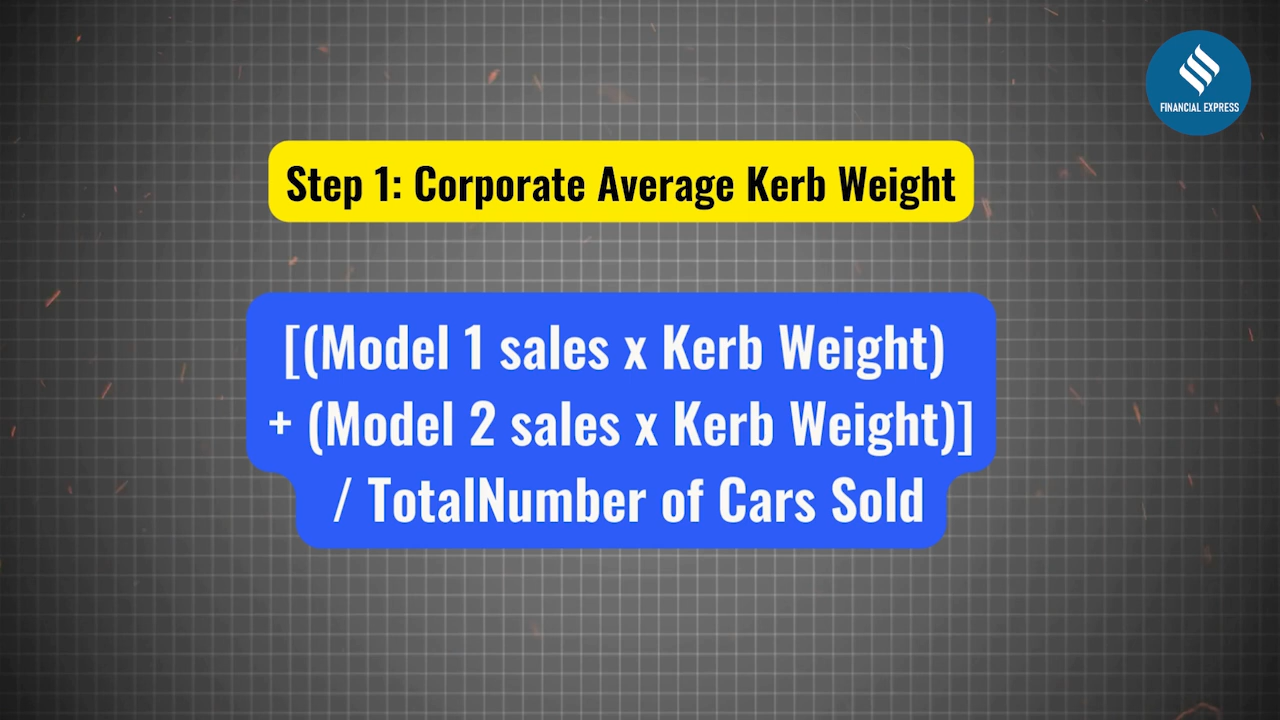 FINANCIAL EXPRESS
Step 1: Corporate Average Kerb Weight
[(Model 1 sales x Kerb Weight)
+ (Model 2 sales x Kerb Weight)]
/ TotalNumber of Cars Sold